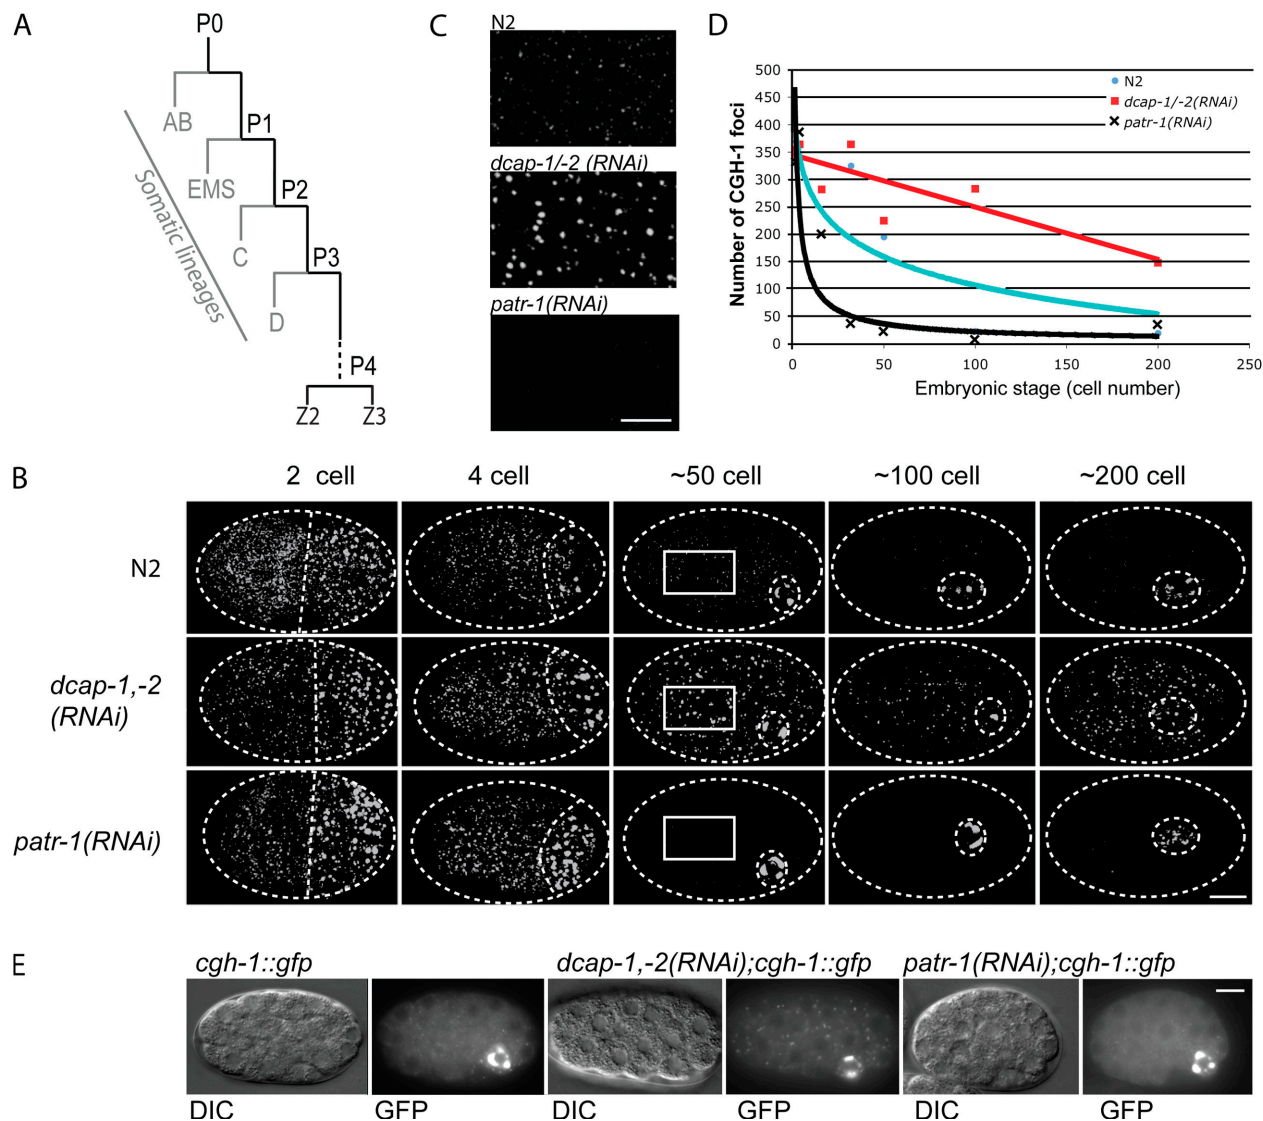 A
P0
AB
P1
EMS
P2
C
P3
D
P4
Z2
Z3
Somatic lineages
C
N2
dcap-1/-2 (RNAi)
patr-1(RNAi)
D
500
450
400
350
300
250
200
150
100
50
0
Number of CGH-1 foci
0
50
100
150
200
250
Embryonic stage (cell number)
N2
dcap-1/-2(RNAi)
patr-1(RNAi)
B
2 cell
4 cell
~50 cell
~100 cell
~200 cell
N2
dcap-1,-2
(RNAi)
patr-1(RNAi)
E
cgh-1::gfp
dcap-1,-2(RNAi);cgh-1::gfp
patr-1(RNAi);cgh-1::gfp
DIC
GFP
DIC
GFP
DIC
GFP